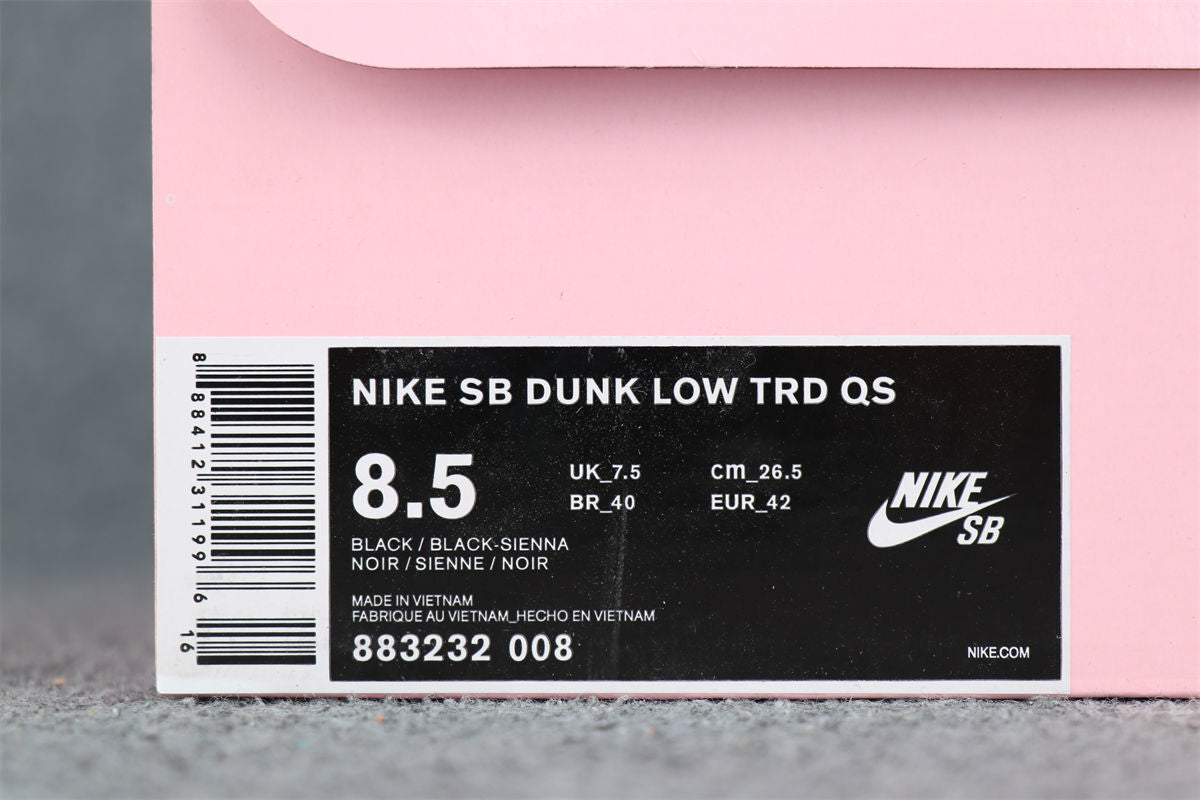 NIKE SB DUNK LOW TRD QS
8.5
UK_7.5
cm_26.5
BR_40
EUR_42
NIKE
SB
BLACK / BLACK-SIENNA
NOIR / SIENNE / NOIR
MADE IN VIETNAM
FABRIQUE AU VIETNAM_HECHO EN VIETNAM
883232 008
NIKE.COM
8 88412 31199 6
16